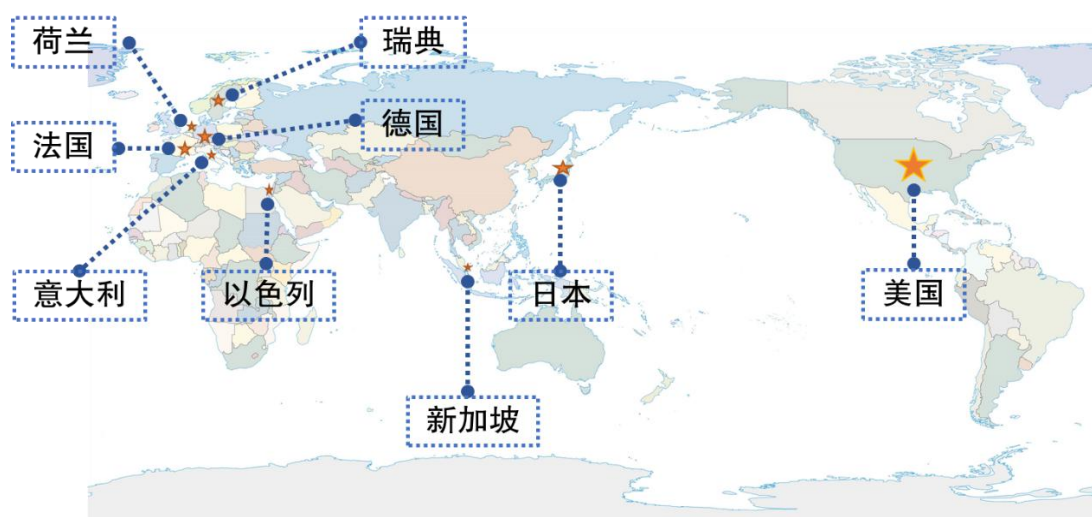 荷兰
瑞典
法国
德国
意大利
以色列
日本
美国
新加坡